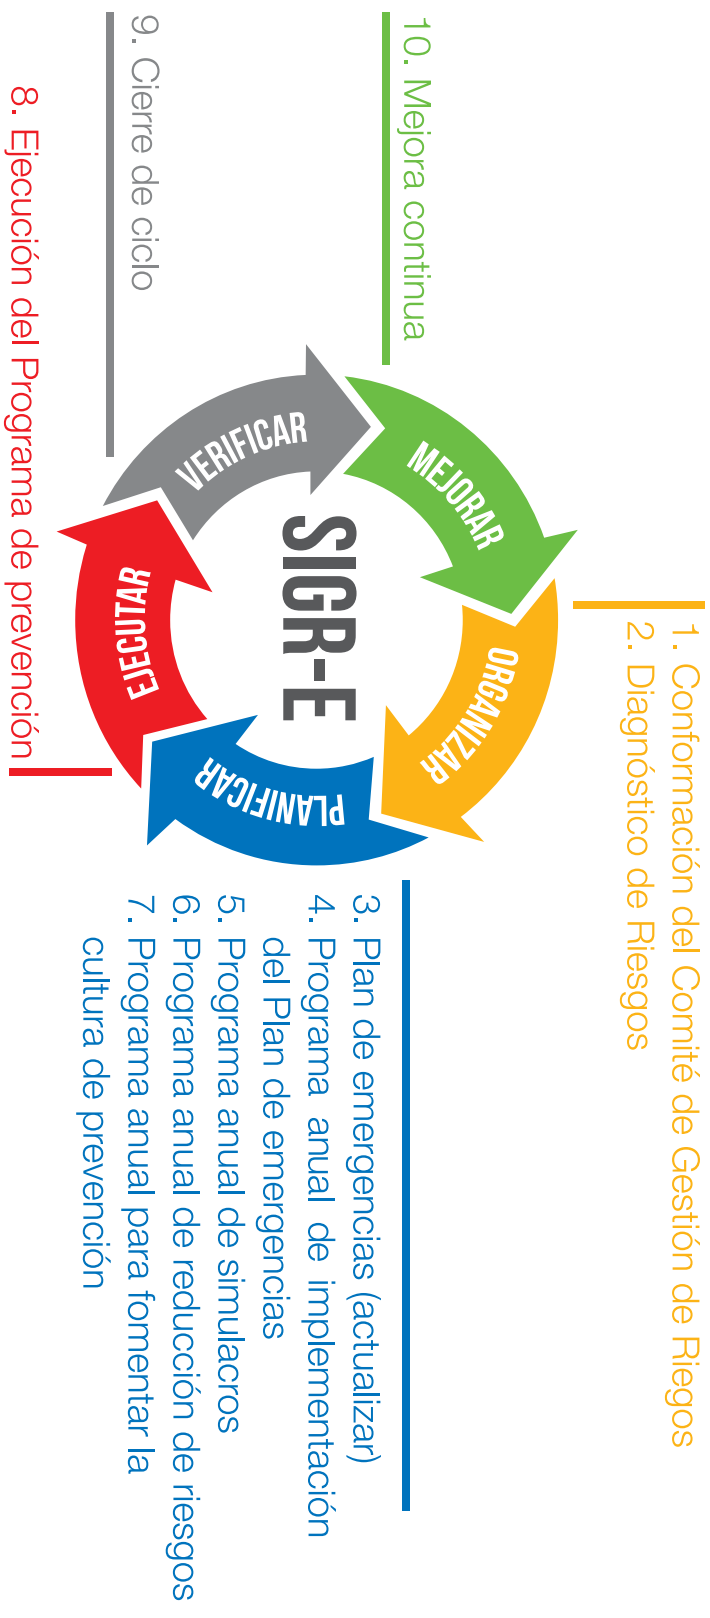 1. Conformación del Comité de Gestión de Riegos
2. Diagnóstico de Riesgos
10. Mejora continua
MEJORAR
ORGANIZAR
SIGR-E
VERIFICAR
PLANIFICAR
EJECUTAR
3. Plan de emergencias (actualizar)
4. Programa anual de implementación
del Plan de emergencias
5. Programa anual de simulacros
6. Programa anual de reducción de riesgos
7. Programa anual para fomentar la
cultura de prevención
9. Cierre de ciclo
8. Ejecución del Programa de prevención